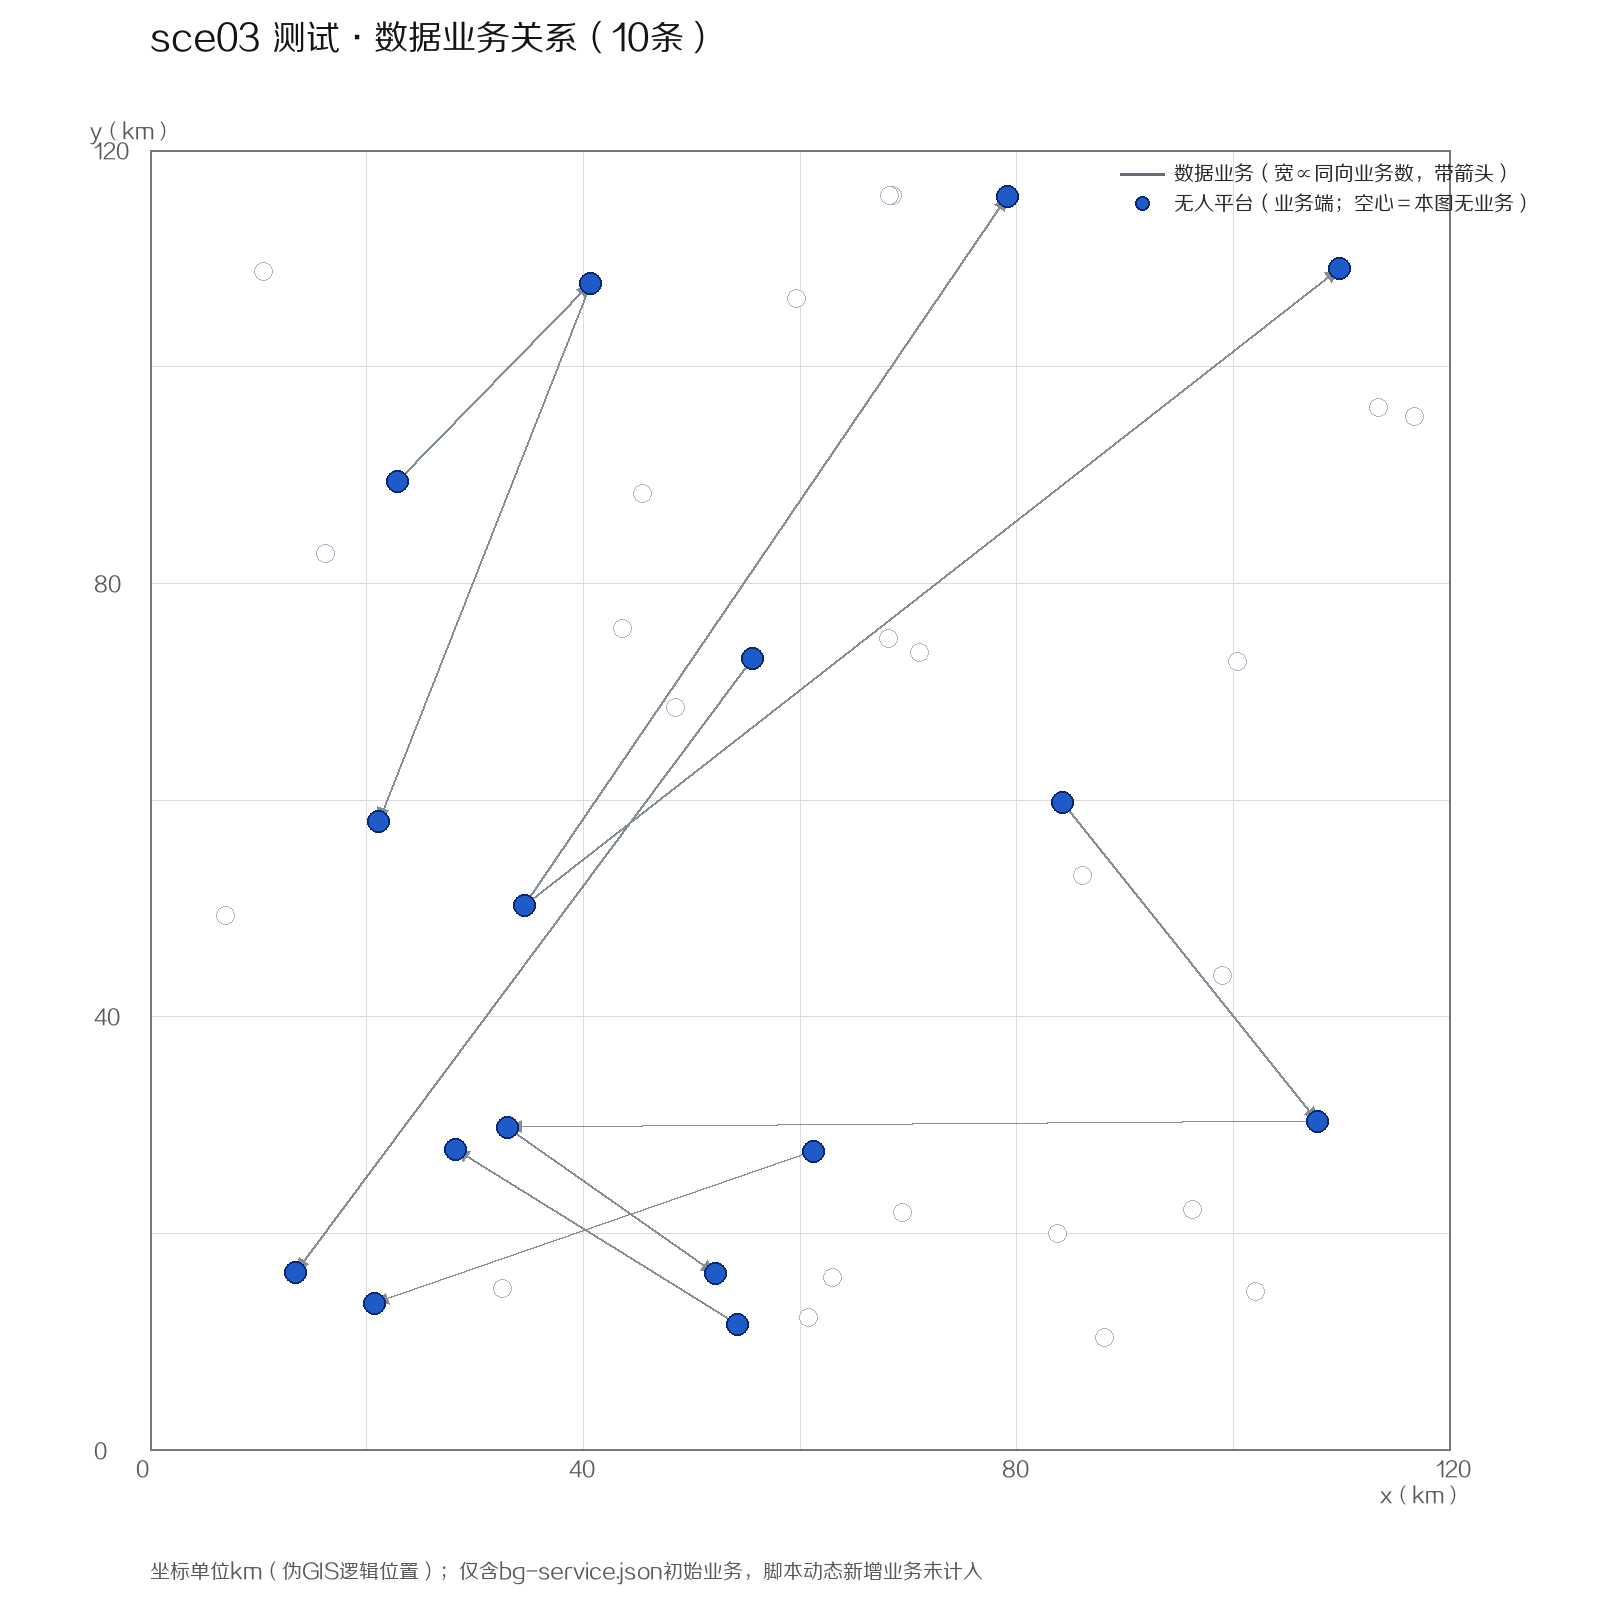 sce03 测试·数据业务关系（10条）
y（km）
120
数据业务（宽∝同向业务数，带箭头）
无人平台（业务端；空心＝本图无业务）
80
40
0
0 40 80 120
x（km）
坐标单位km（伪GIS逻辑位置）；仅含bg-service.json初始业务，脚本动态新增业务未计入